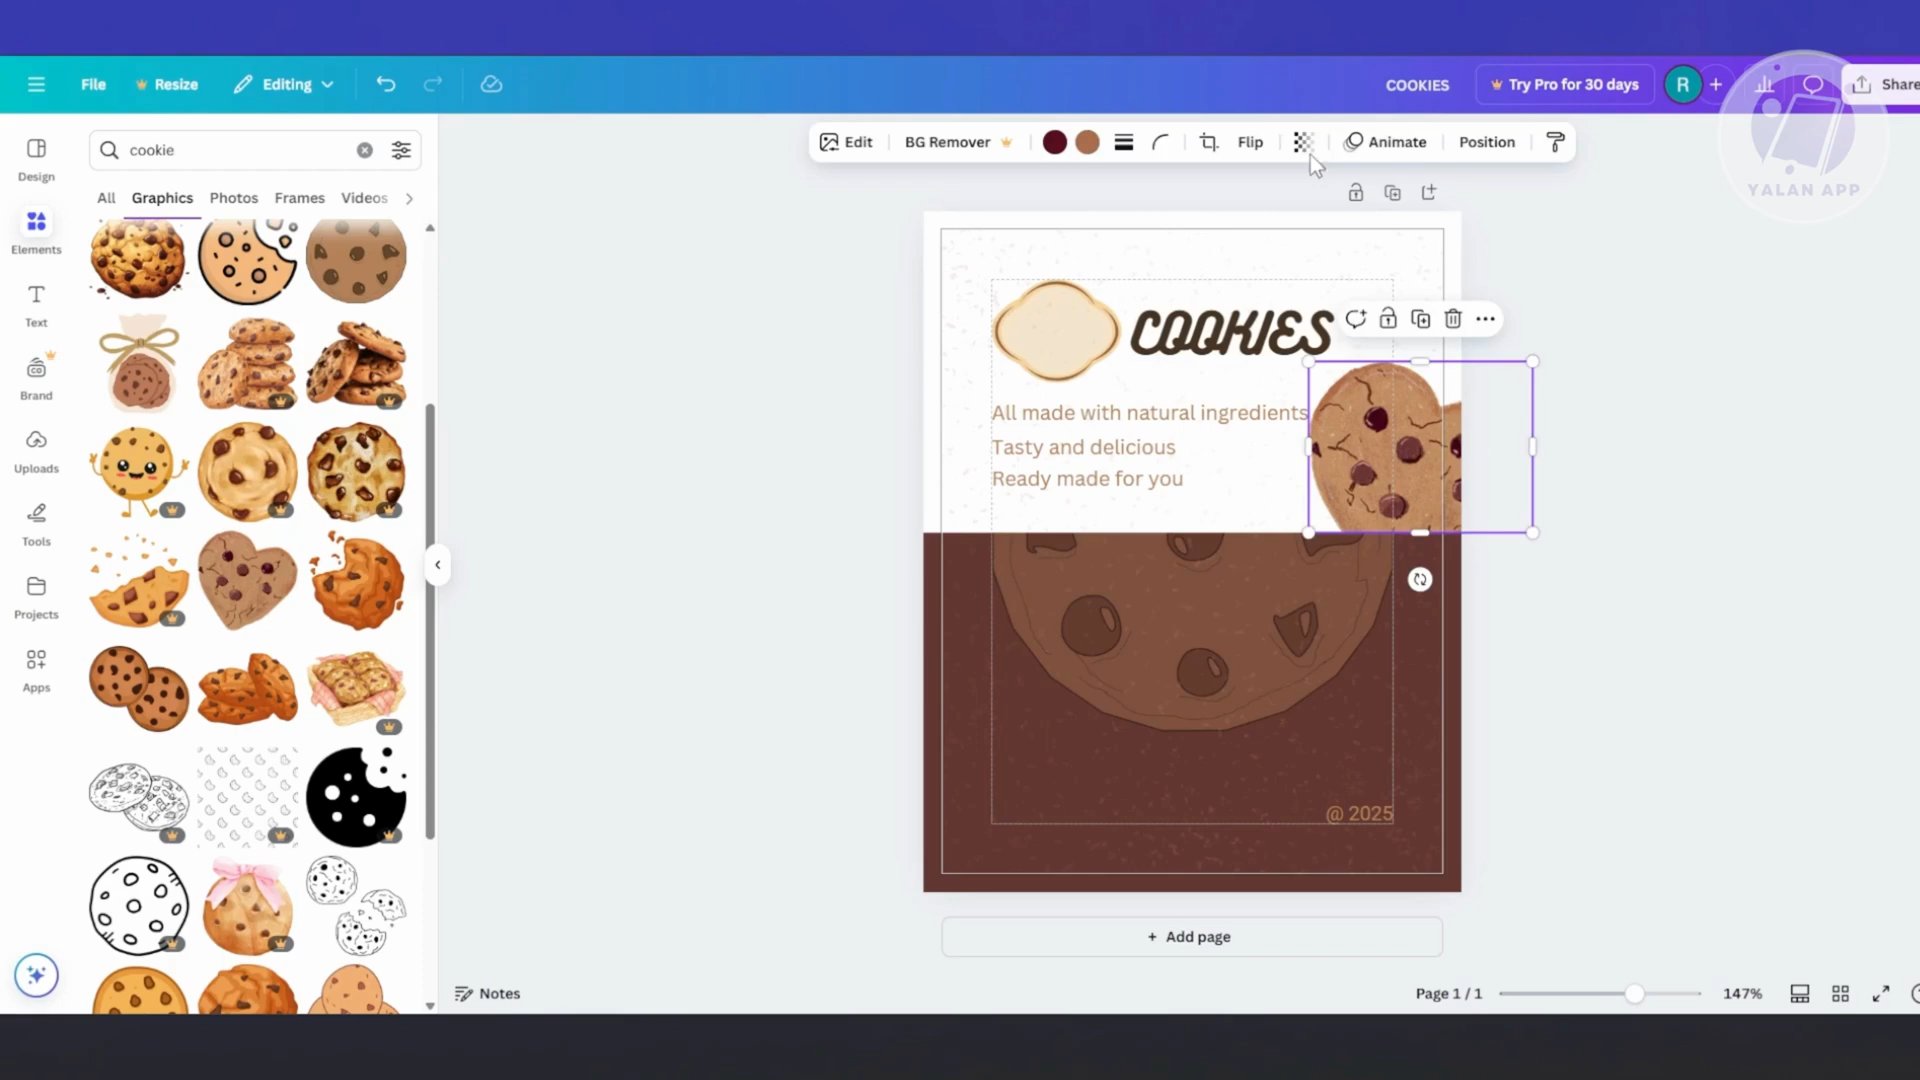 File
Resize
Editing
COOKIES
Try Pro for 30 days
R
Share
YALAN APP
cookie
Edit
BG Remover
Flip
Animate
Position
All
Graphics
Photos
Frames
Videos
Design
Elements
Text
Brand
Uploads
Tools
Projects
Apps
COOKIES
All made with natural ingredients
Tasty and delicious
Ready made for you
@ 2025
+ Add page
Notes
Page 1 / 1
147%